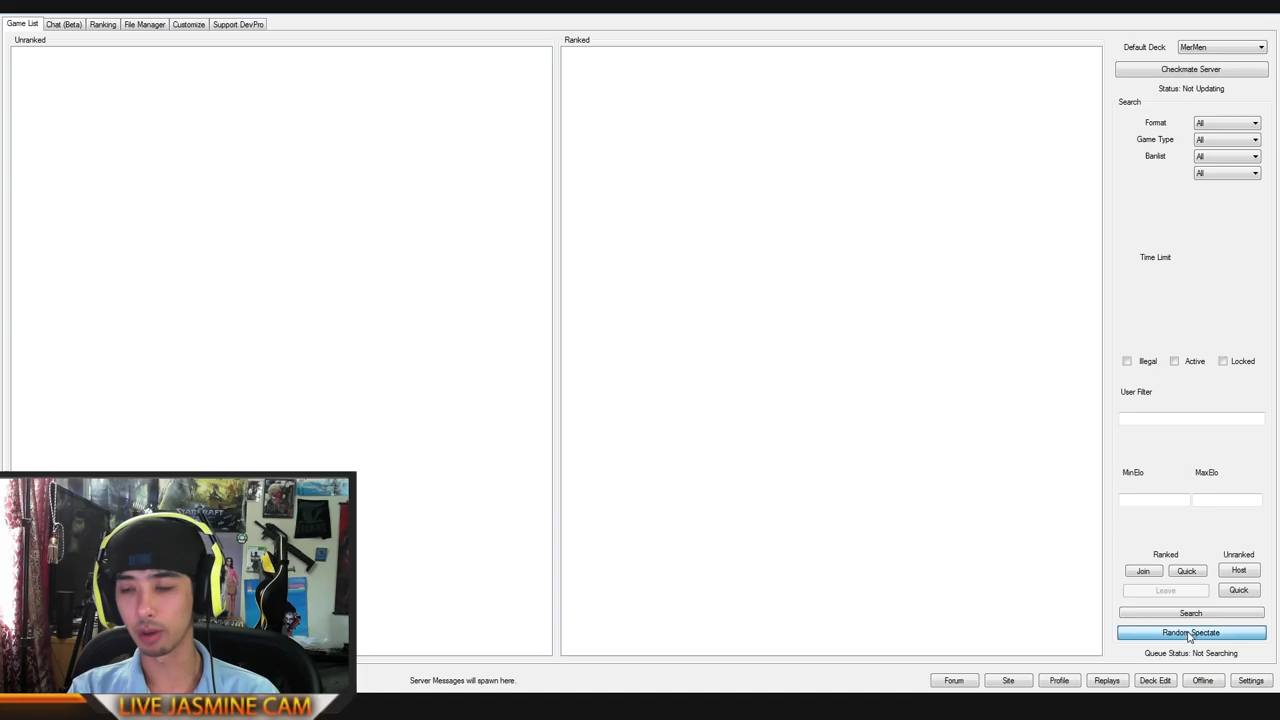 Game List Chat (Beta) Ranking File Manager Customize Support DevPro
Unranked
Ranked
Default Deck MerMen
Checkmate Server
Status: Not Updating
Search
Format All
Game Type All
Banlist All
All
Time Limit
Illegal Active Locked
User Filter
MinElo MaxElo
Ranked Unranked
Join Quick Host
Leave Quick
Search
Random Spectate
Queue Status: Not Searching
Server Messages will spawn here.
Forum Site Profile Replays Deck Edit Offline Settings
STARCRAFT
LIVE JASMINE CAM